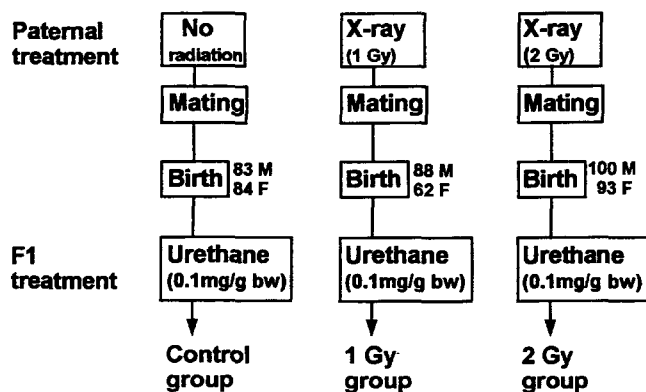 Paternal treatment
No radiation
X-ray (1 Gy)
X-ray (2 Gy)
Mating
Mating
Mating
Birth
83 M
84 F
Birth
88 M
62 F
Birth
100 M
93 F
F1 treatment
Urethane (0.1mg/g bw)
Urethane (0.1mg/g bw)
Urethane (0.1mg/g bw)
Control group
1 Gy group
2 Gy group